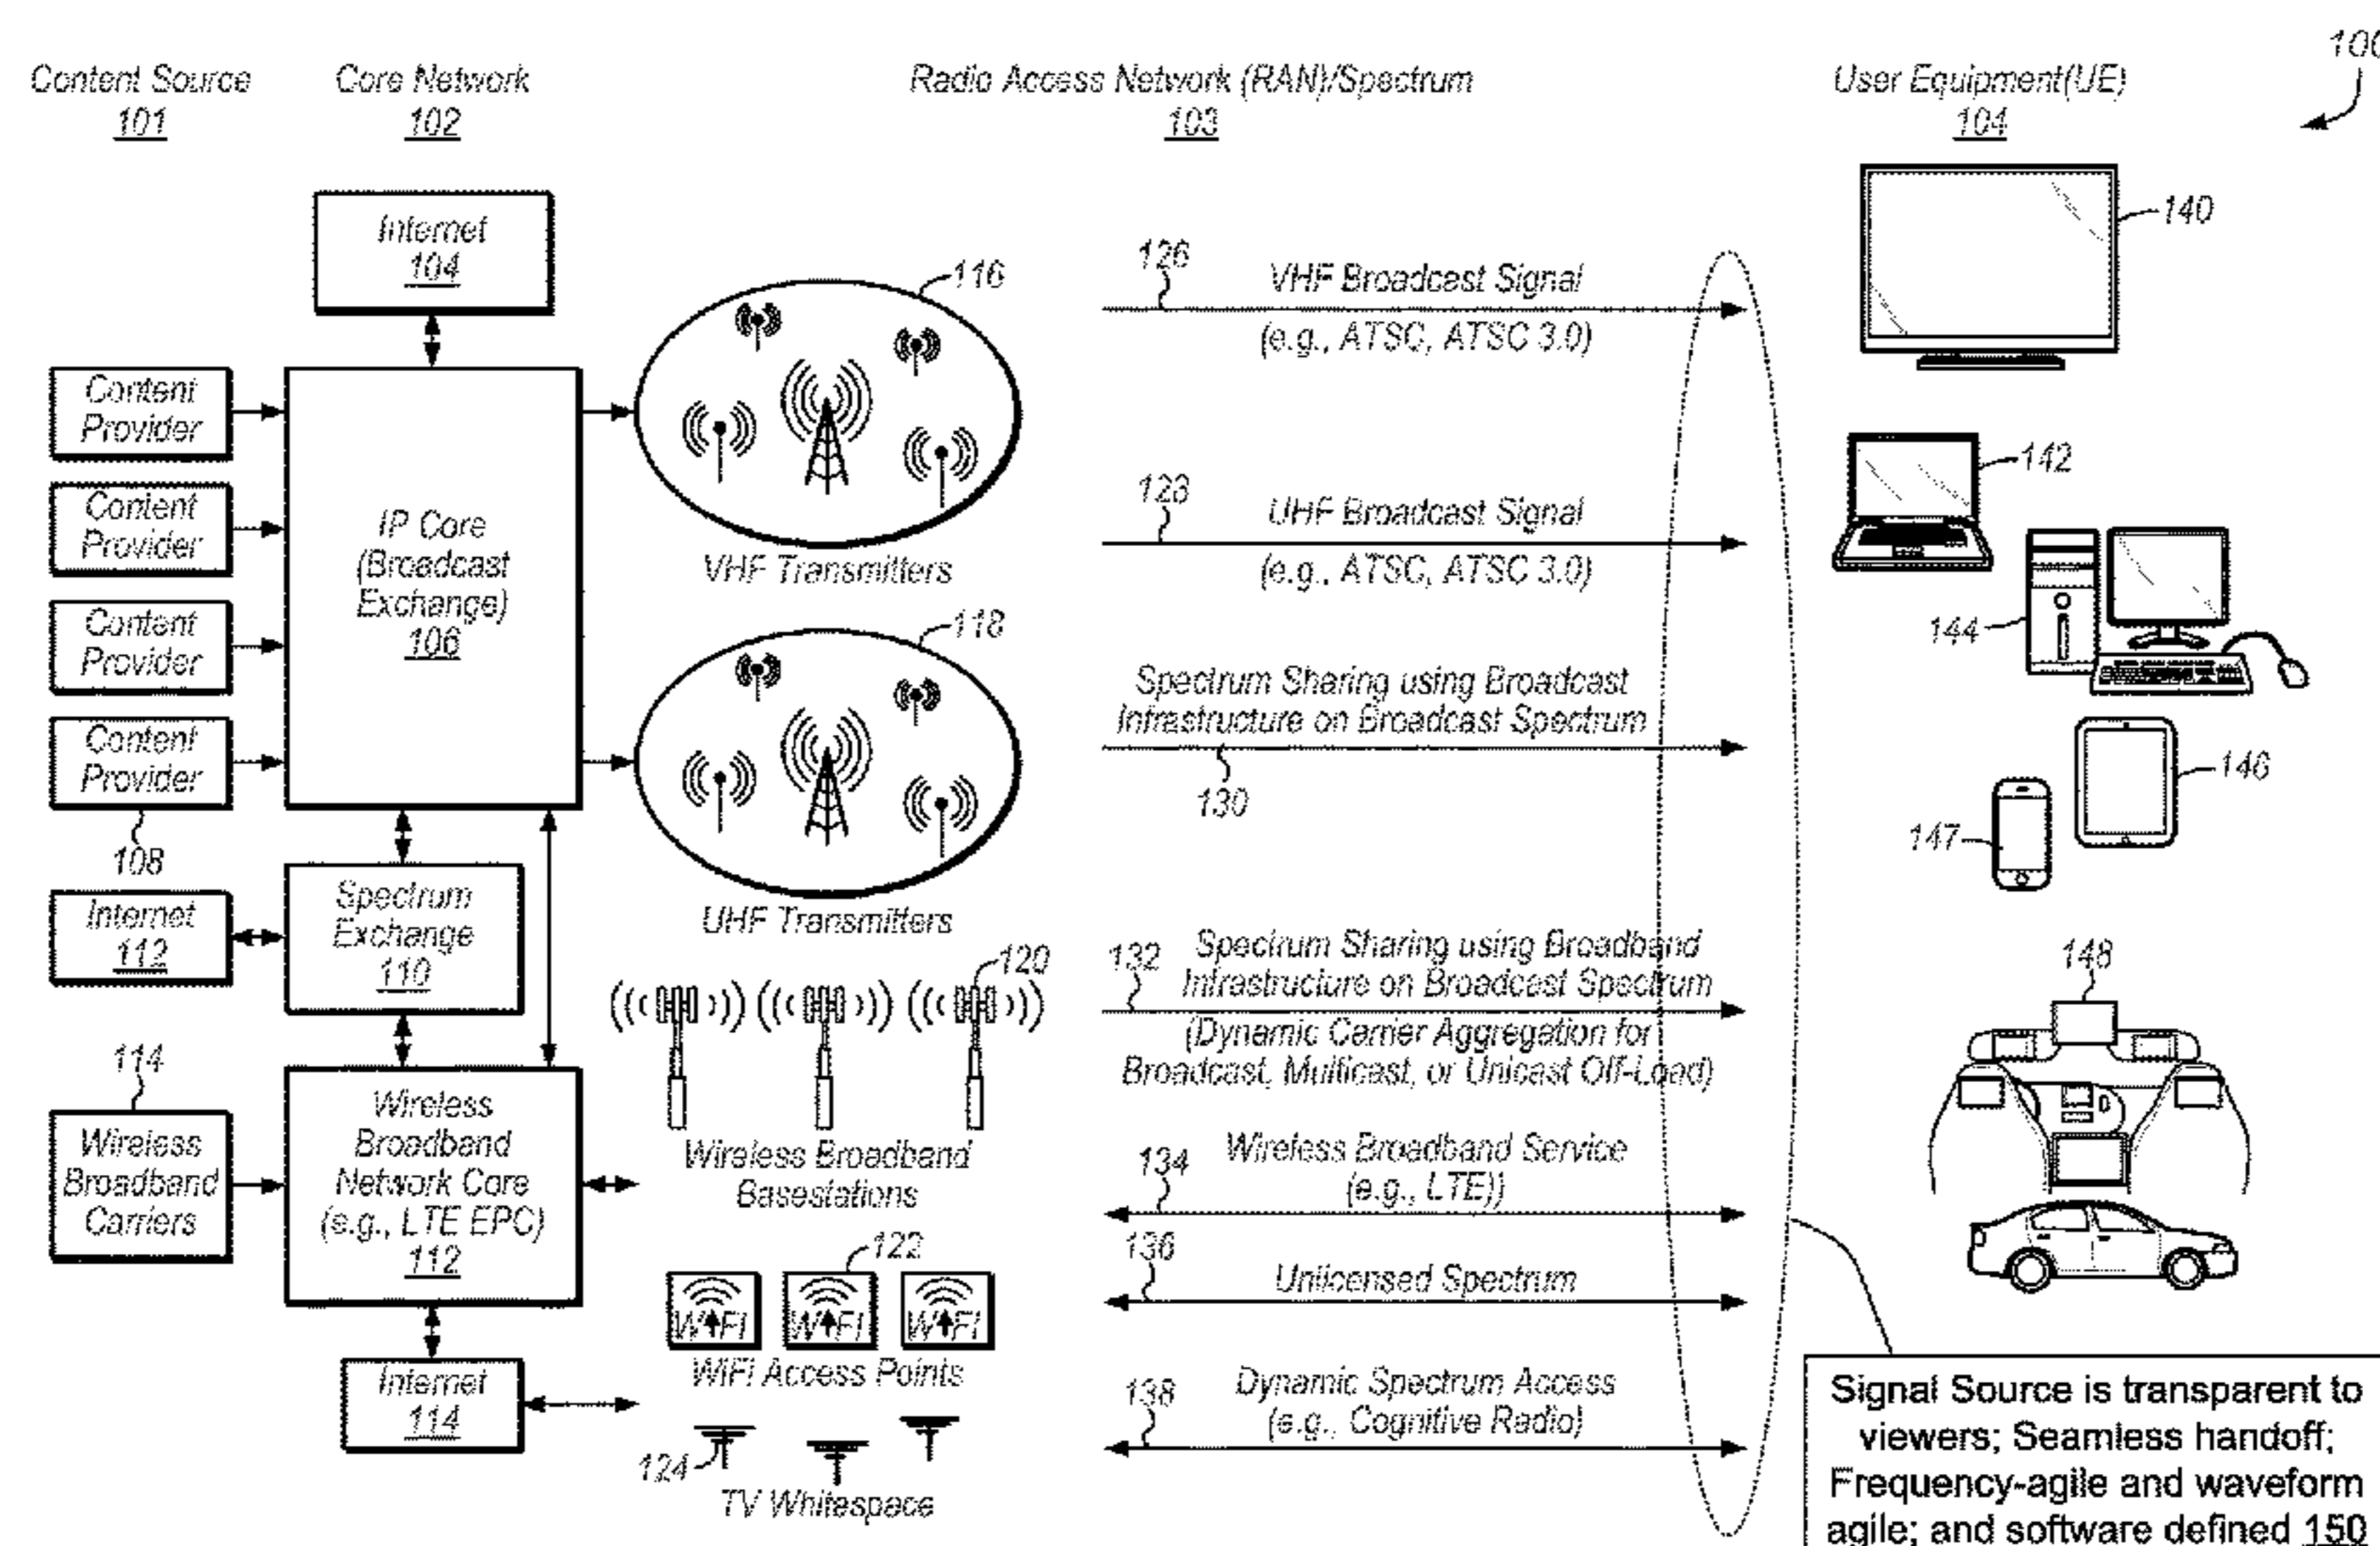 Content Source
101
Core Network
102
Radio Access Network (RAN)/Spectrum
103
User Equipment(UE)
104
100
Internet
104
Content
Provider
Content
Provider
Content
Provider
Content
Provider
108
IP Core
(Broadcast
Exchange)
106
Internet
112
Spectrum
Exchange
110
114
Wireless
Broadband
Carriers
Wireless
Broadband
Network Core
(e.g., LTE EPC)
112
Internet
114
116
VHF Transmitters
118
UHF Transmitters
120
Wireless Broadband
Basestations
122
WIFI
WIFI
WIFI
WIFI Access Points
124
TV Whitespace
126
VHF Broadcast Signal
(e.g., ATSC, ATSC 3.0)
128
UHF Broadcast Signal
(e.g., ATSC, ATSC 3.0)
Spectrum Sharing using Broadcast
Infrastructure on Broadcast Spectrum
130
132
Spectrum Sharing using Broadband
Infrastructure on Broadcast Spectrum
(Dynamic Carrier Aggregation for
Broadcast, Multicast, or Unicast Off-Load)
134
Wireless Broadband Service
(e.g., LTE))
136
Unlicensed Spectrum
138
Dynamic Spectrum Access
(e.g., Cognitive Radio)
140
142
144
146
147
148
Signal Source is transparent to
viewers; Seamless handoff;
Frequency-agile and waveform
agile; and software defined 150